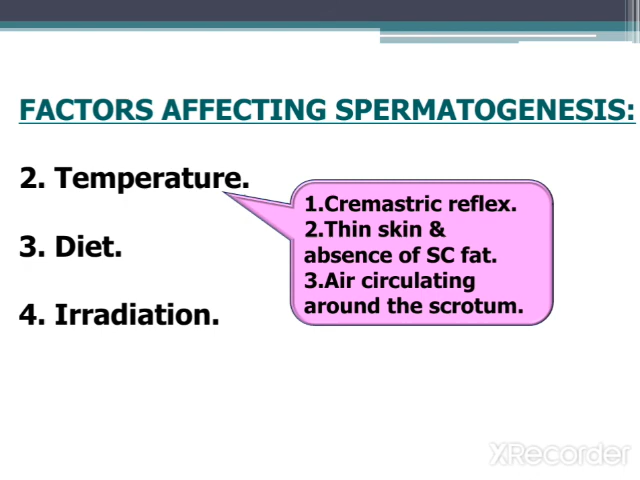 FACTORS AFFECTING SPERMATOGENESIS:
2. Temperature.
1.Cremastric reflex.
2.Thin skin &
absence of SC fat.
3.Air circulating
around the scrotum.
3. Diet.
4. Irradiation.
XRecorder